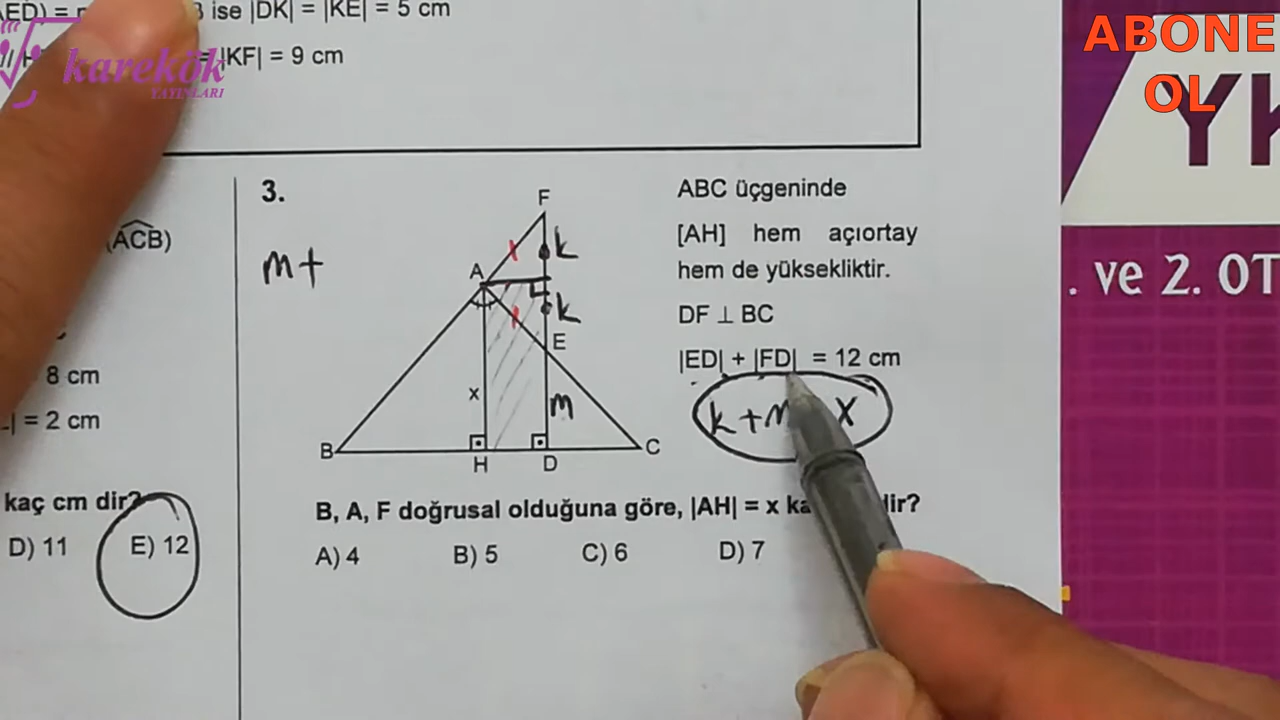 ise |DK| = |KE| = 5 cm
|KF| = 9 cm
karekök
YAYINLARI
ABONE
OL
YK
. ve 2. OT
(ACB)
8 cm
= 2 cm
kaç cm dir?
D) 11 E) 12
3.
m+
F
k
A
k
E
x
m
B
H
D
C
ABC üçgeninde
[AH] hem açıortay
hem de yüksekliktir.
DF ⊥ BC
|ED| + |FD| = 12 cm
k+m x
B, A, F doğrusal olduğuna göre, |AH| = x
A) 4 B) 5 C) 6 D) 7